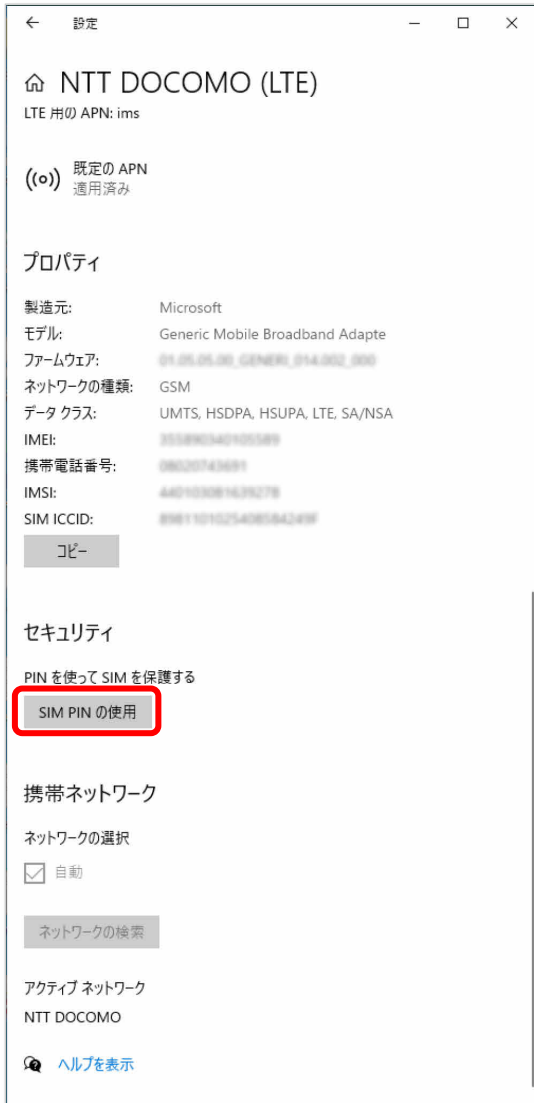 設定
NTT DOCOMO (LTE)
LTE 用の APN: ims
既定の APN
適用済み
プロパティ
製造元: Microsoft
モデル: Generic Mobile Broadband Adapte
ファームウェア:
ネットワークの種類: GSM
データ クラス: UMTS, HSDPA, HSUPA, LTE, SA/NSA
IMEI:
携帯電話番号:
IMSI:
SIM ICCID:
コピー
セキュリティ
PIN を使って SIM を保護する
SIM PIN の使用
携帯ネットワーク
ネットワークの選択
自動
ネットワークの検索
アクティブ ネットワーク
NTT DOCOMO
ヘルプを表示